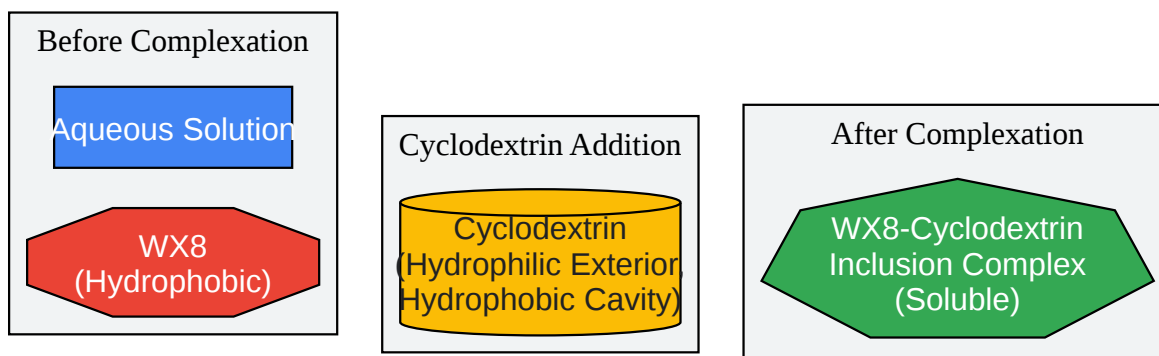 Before Complexation
Aqueous Solution
WX8
(Hydrophobic)
Cyclodextrin Addition
Cyclodextrin
(Hydrophilic Exterior,
Hydrophobic Cavity)
After Complexation
WX8-Cyclodextrin
Inclusion Complex
(Soluble)